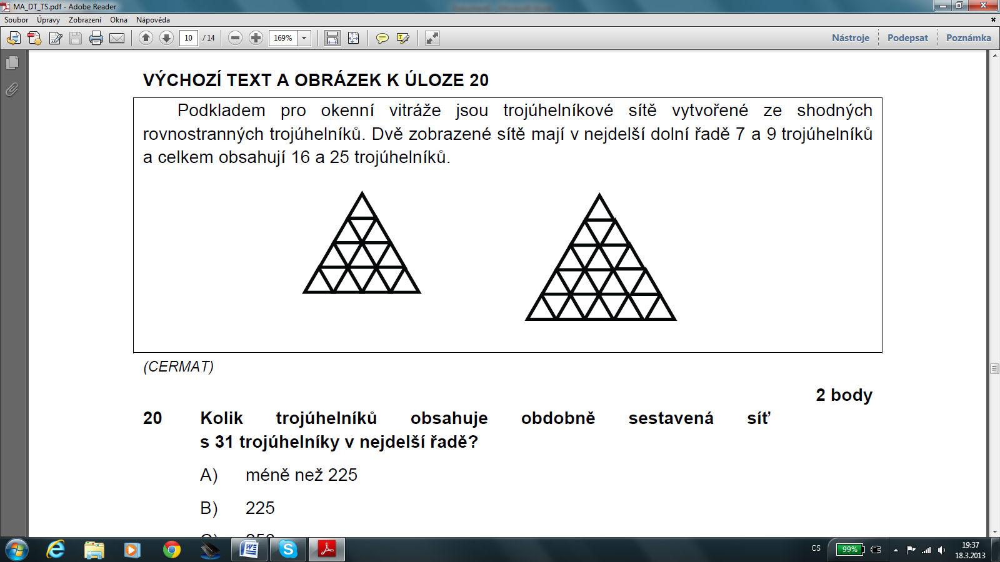 MA_DT_TS.pdf - Adobe Reader
Soubor Úpravy Zobrazení Okna Nápověda
10 / 14 169% Nástroje Podepsat Poznámka
VÝCHOZÍ TEXT A OBRÁZEK K ÚLOZE 20
Podkladem pro okenní vitráže jsou trojúhelníkové sítě vytvořené ze shodných
rovnostranných trojúhelníků. Dvě zobrazené sítě mají v nejdelší dolní řadě 7 a 9 trojúhelníků
a celkem obsahují 16 a 25 trojúhelníků.
(CERMAT)
2 body
20 Kolik trojúhelníků obsahuje obdobně sestavená síť
s 31 trojúhelníky v nejdelší řadě?
A) méně než 225
B) 225
CS 99% 19:37
18.3.2013